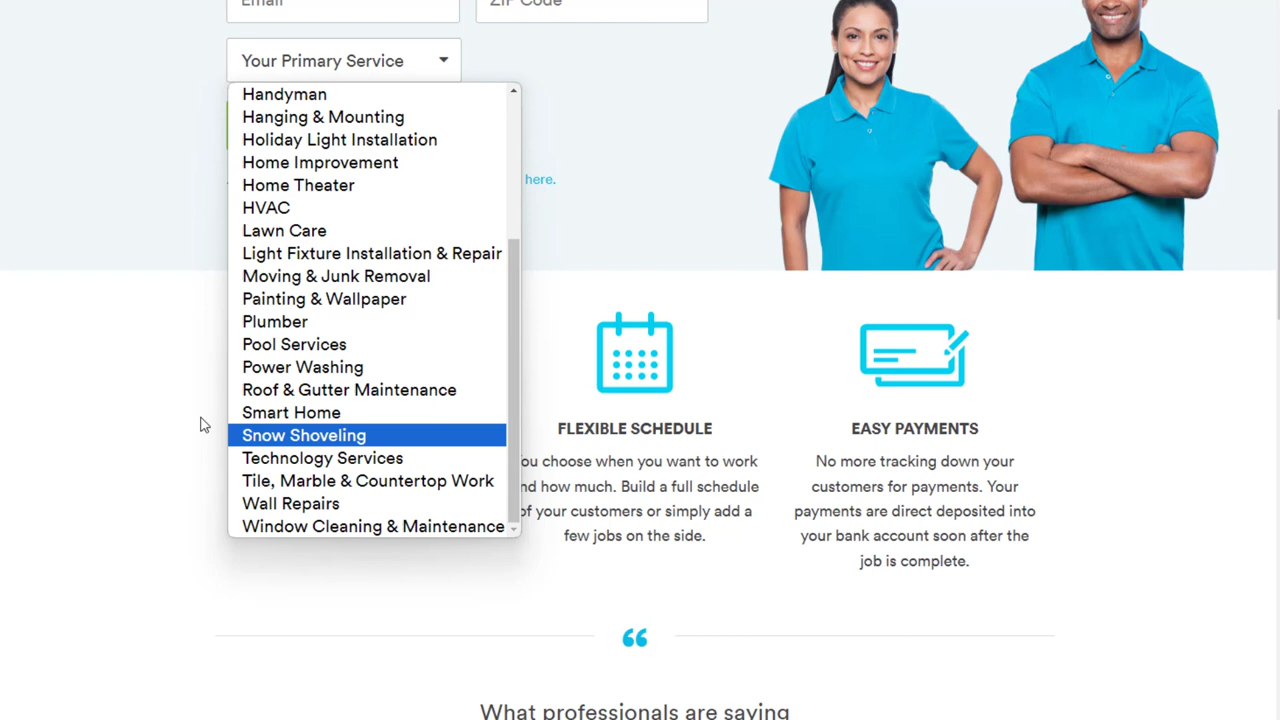 Email
ZIP Code
Your Primary Service
Handyman
Hanging & Mounting
Holiday Light Installation
Home Improvement
Home Theater
HVAC
Lawn Care
Light Fixture Installation & Repair
Moving & Junk Removal
Painting & Wallpaper
Plumber
Pool Services
Power Washing
Roof & Gutter Maintenance
Smart Home
Snow Shoveling
Technology Services
Tile, Marble & Countertop Work
Wall Repairs
Window Cleaning & Maintenance
here.
FLEXIBLE SCHEDULE
You choose when you want to work
and how much. Build a full schedule
of your customers or simply add a
few jobs on the side.
EASY PAYMENTS
No more tracking down your
customers for payments. Your
payments are direct deposited into
your bank account soon after the
job is complete.
“
What professionals are saying